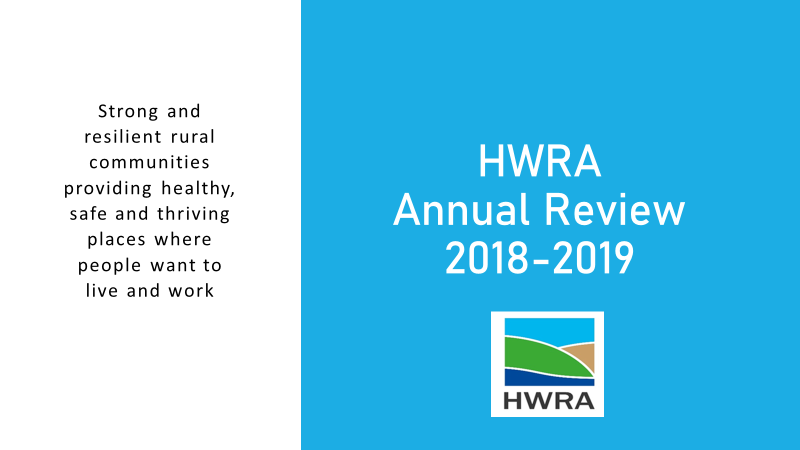 Strong and
resilient rural
communities
providing healthy,
safe and thriving
places where
people want to
live and work
HWRA
Annual Review
2018-2019
HWRA